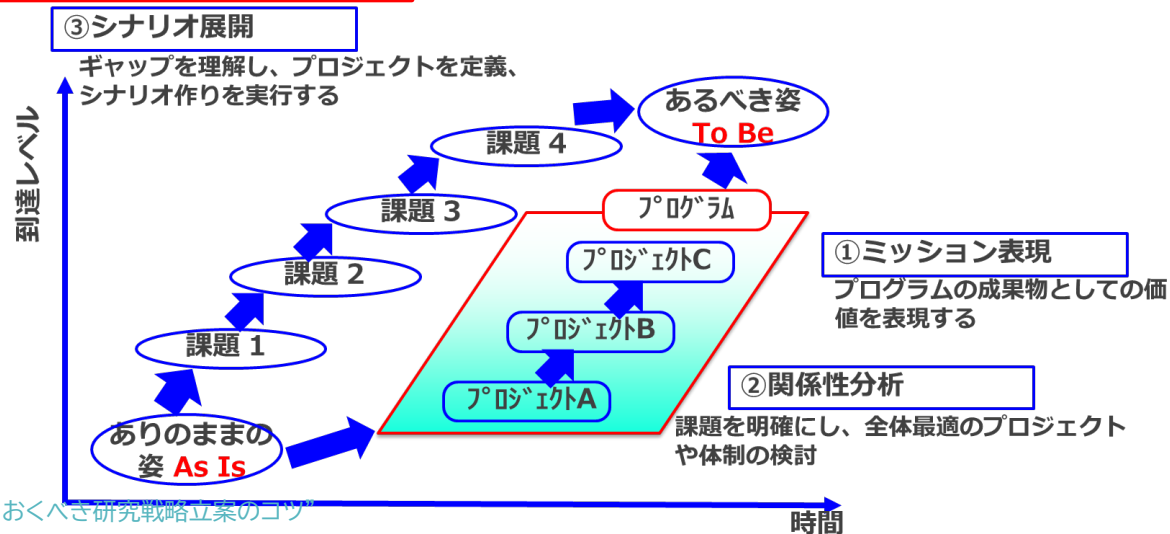 ③シナリオ展開
ギャップを理解し、プロジェクトを定義、
シナリオ作りを実行する
到達レベル
あるべき姿
To Be
課題 4
課題 3
課題 2
課題 1
ありのままの
姿 As Is
ﾌﾟﾛｸﾞﾗﾑ
ﾌﾟﾛｼﾞｪｸﾄC
ﾌﾟﾛｼﾞｪｸﾄB
ﾌﾟﾛｼﾞｪｸﾄA
①ミッション表現
プログラムの成果物としての価
値を表現する
②関係性分析
課題を明確にし、全体最適のプロジェクト
や体制の検討
おくべき研究戦略立案のコツ”
時間